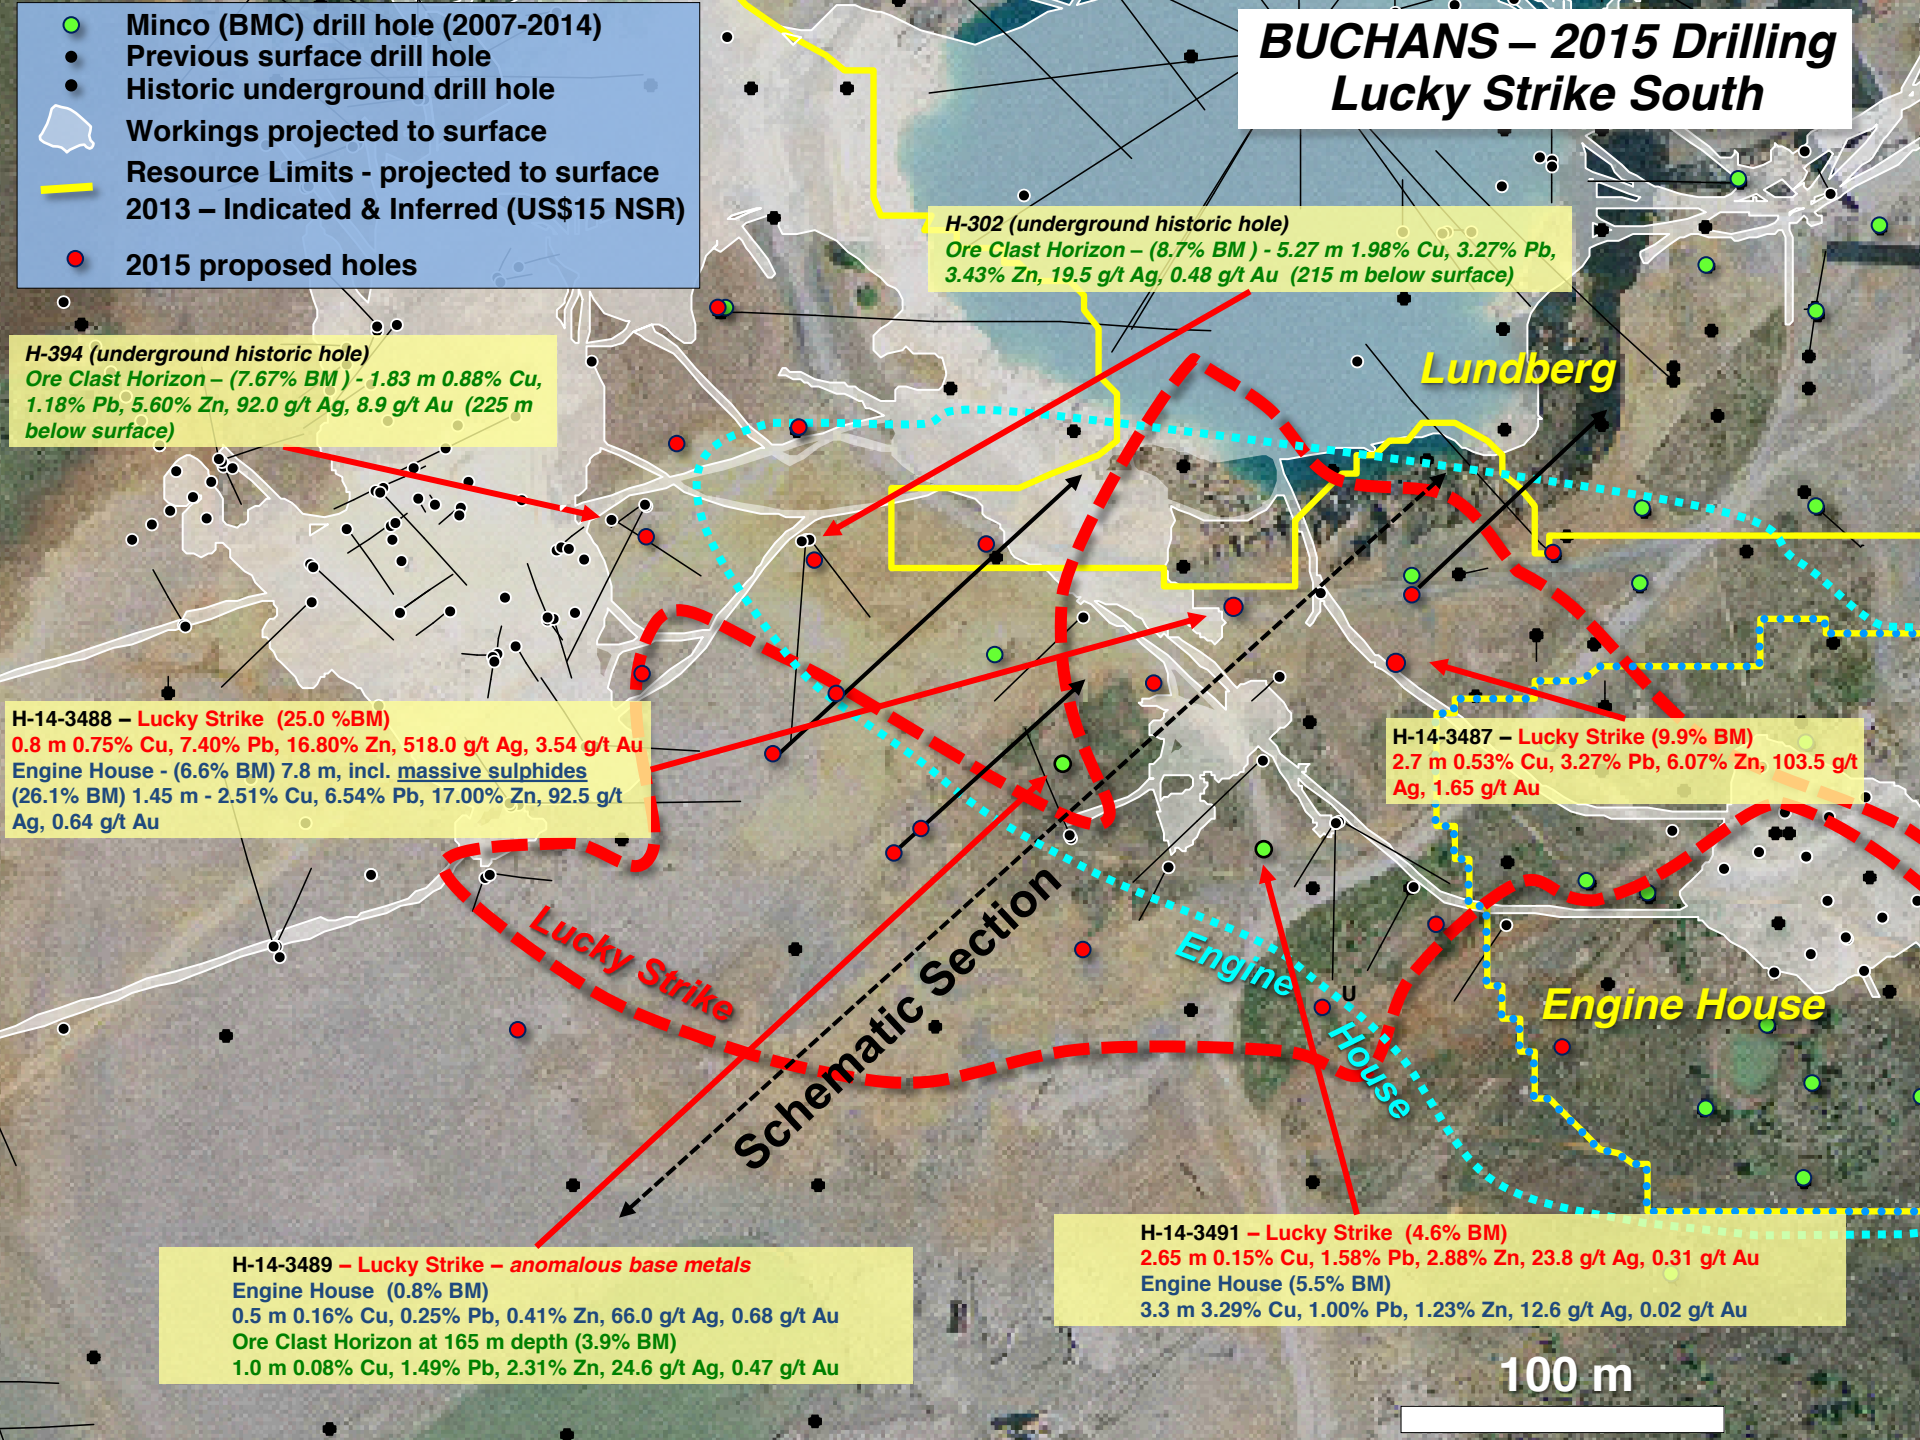 Minco (BMC) drill hole (2007-2014)
Previous surface drill hole
Historic underground drill hole
Workings projected to surface
Resource Limits - projected to surface
2013 – Indicated & Inferred (US$15 NSR)
2015 proposed holes
BUCHANS – 2015 Drilling
Lucky Strike South
H-302 (underground historic hole)
Ore Clast Horizon – (8.7% BM ) - 5.27 m 1.98% Cu, 3.27% Pb,
3.43% Zn, 19.5 g/t Ag, 0.48 g/t Au  (215 m below surface)
H-394 (underground historic hole)
Ore Clast Horizon – (7.67% BM ) - 1.83 m 0.88% Cu,
1.18% Pb, 5.60% Zn, 92.0 g/t Ag, 8.9 g/t Au  (225 m
below surface)
Lundberg
H-14-3488 – Lucky Strike  (25.0 %BM)
0.8 m 0.75% Cu, 7.40% Pb, 16.80% Zn, 518.0 g/t Ag, 3.54 g/t Au
Engine House - (6.6% BM) 7.8 m, incl. massive sulphides
(26.1% BM) 1.45 m - 2.51% Cu, 6.54% Pb, 17.00% Zn, 92.5 g/t
Ag, 0.64 g/t Au
H-14-3487 – Lucky Strike (9.9% BM)
2.7 m 0.53% Cu, 3.27% Pb, 6.07% Zn, 103.5 g/t
Ag, 1.65 g/t Au
Lucky Strike
Schematic Section
Engine
House
U
Engine House
H-14-3489 – Lucky Strike – anomalous base metals
Engine House  (0.8% BM)
0.5 m 0.16% Cu, 0.25% Pb, 0.41% Zn, 66.0 g/t Ag, 0.68 g/t Au
Ore Clast Horizon at 165 m depth (3.9% BM)
1.0 m 0.08% Cu, 1.49% Pb, 2.31% Zn, 24.6 g/t Ag, 0.47 g/t Au
H-14-3491 – Lucky Strike  (4.6% BM)
2.65 m 0.15% Cu, 1.58% Pb, 2.88% Zn, 23.8 g/t Ag, 0.31 g/t Au
Engine House (5.5% BM)
3.3 m 3.29% Cu, 1.00% Pb, 1.23% Zn, 12.6 g/t Ag, 0.02 g/t Au
100 m